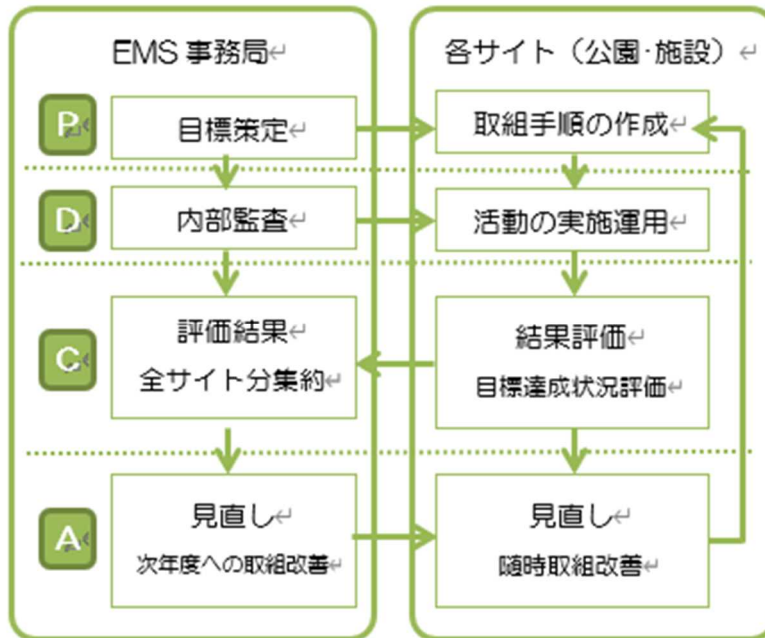 EMS 事務局
各サイト（公園・施設）
P
目標策定
取組手順の作成
D
内部監査
活動の実施運用
C
評価結果
全サイト分集約
結果評価
目標達成状況評価
A
見直し
次年度への取組改善
見直し
随時取組改善